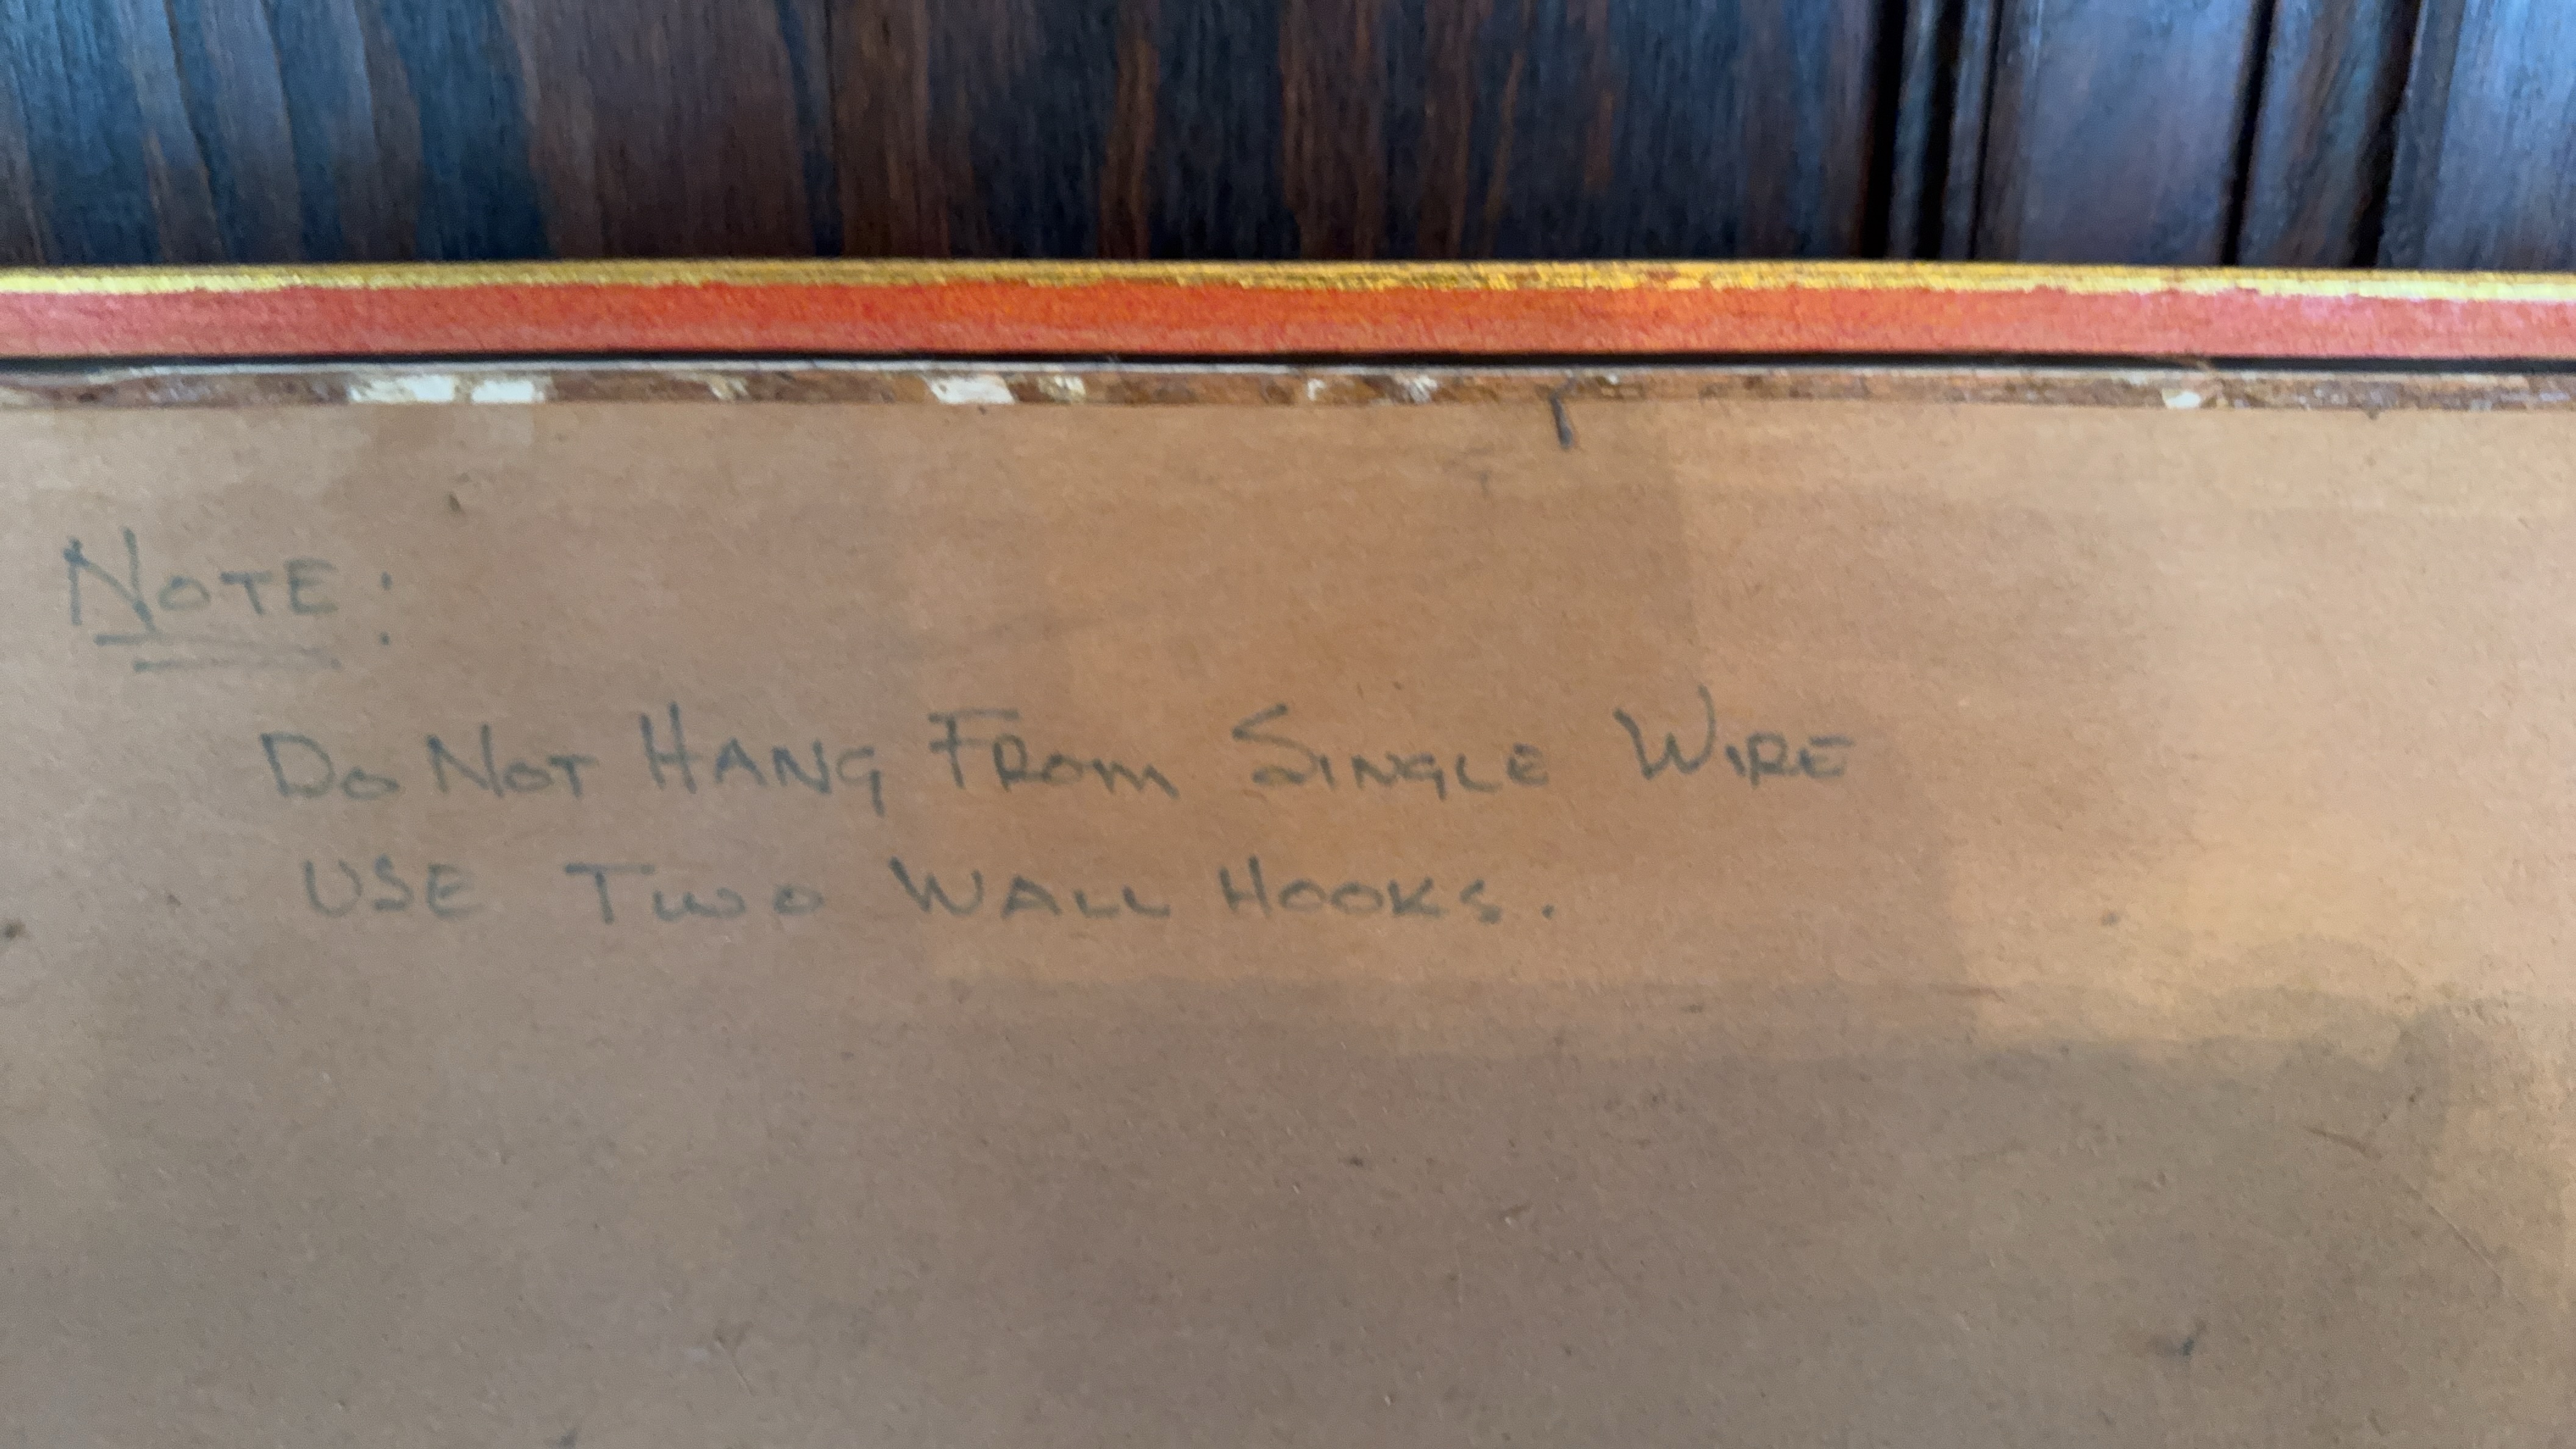 NOTE:
DO NOT HANG FROM SINGLE WIRE
USE TWO WALL HOOKS.